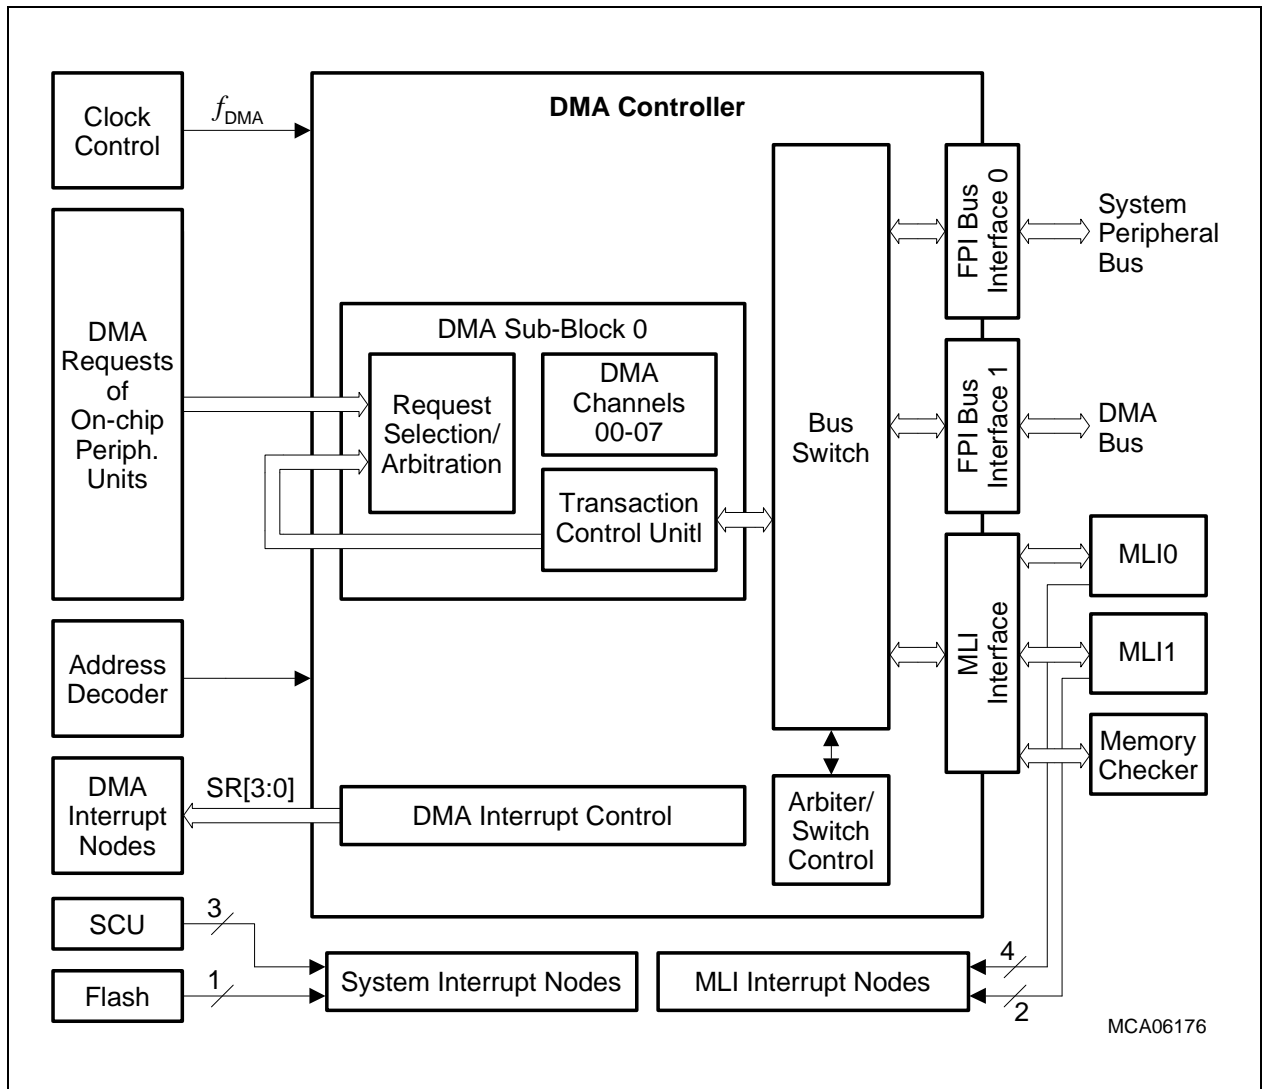 DMA Controller
Clock
Control
fDMA
DMA
Requests
of
On-chip
Periph.
Units
DMA Sub-Block 0
Request
Selection/
Arbitration
DMA
Channels
00-07
Transaction
Control Unitl
Bus
Switch
FPI Bus
Interface 0
System
Peripheral
Bus
FPI Bus
Interface 1
DMA
Bus
MLI
Interface
MLI0
MLI1
Memory
Checker
Address
Decoder
DMA
Interrupt
Nodes
SR[3:0]
DMA Interrupt Control
Arbiter/
Switch
Control
SCU
3
Flash
1
System Interrupt Nodes
MLI Interrupt Nodes
4
2
MCA06176